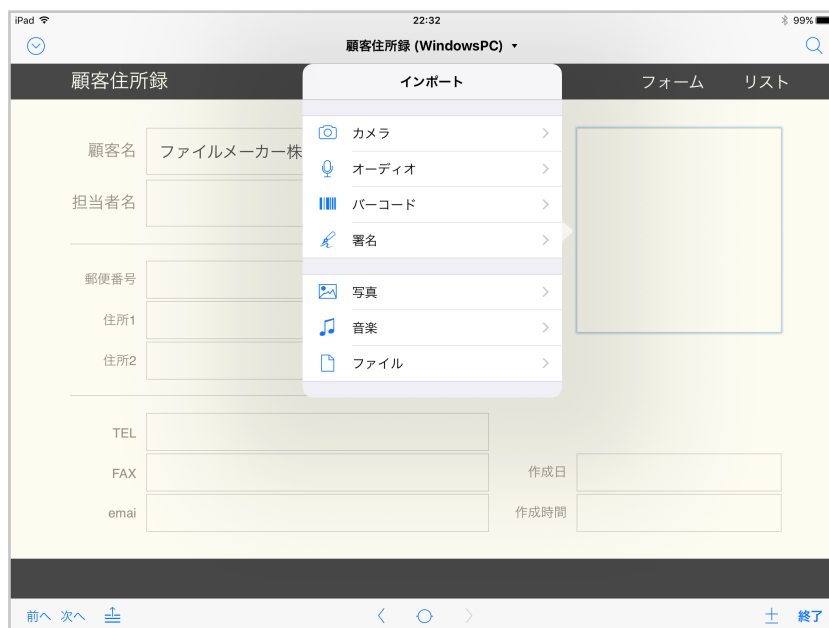 iPad 22:32 99%
顧客住所録 (WindowsPC)
顧客住所録 インポート フォーム リスト
カメラ
顧客名 ファイルメーカー株
オーディオ
担当者名 バーコード
署名
郵便番号
写真
住所1 音楽
住所2 ファイル
TEL
FAX 作成日
emai 作成時間
前へ 次へ 終了